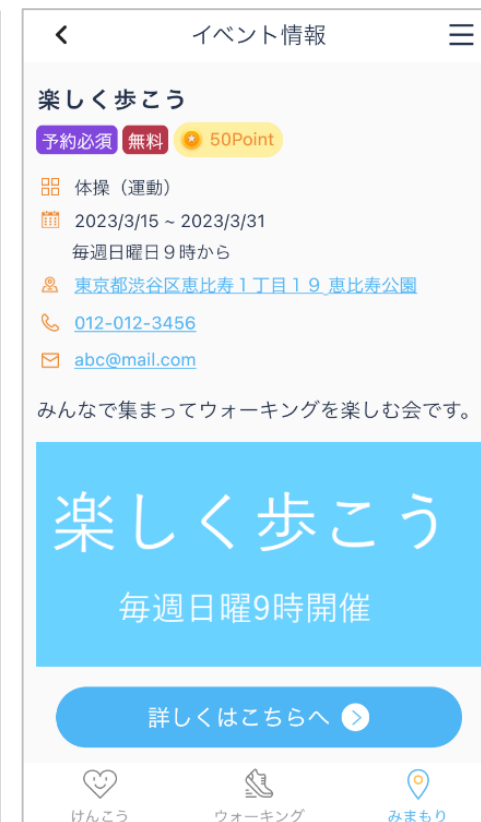 イベント情報
楽しく歩こう
予約必須 無料 50Point
体操（運動）
2023/3/15 ~ 2023/3/31
毎週日曜日９時から
東京都渋谷区恵比寿１丁目１９_恵比寿公園
012-012-3456
abc@mail.com
みんなで集まってウォーキングを楽しむ会です。
楽しく歩こう
毎週日曜9時開催
詳しくはこちらへ
けんこう ウォーキング みまもり